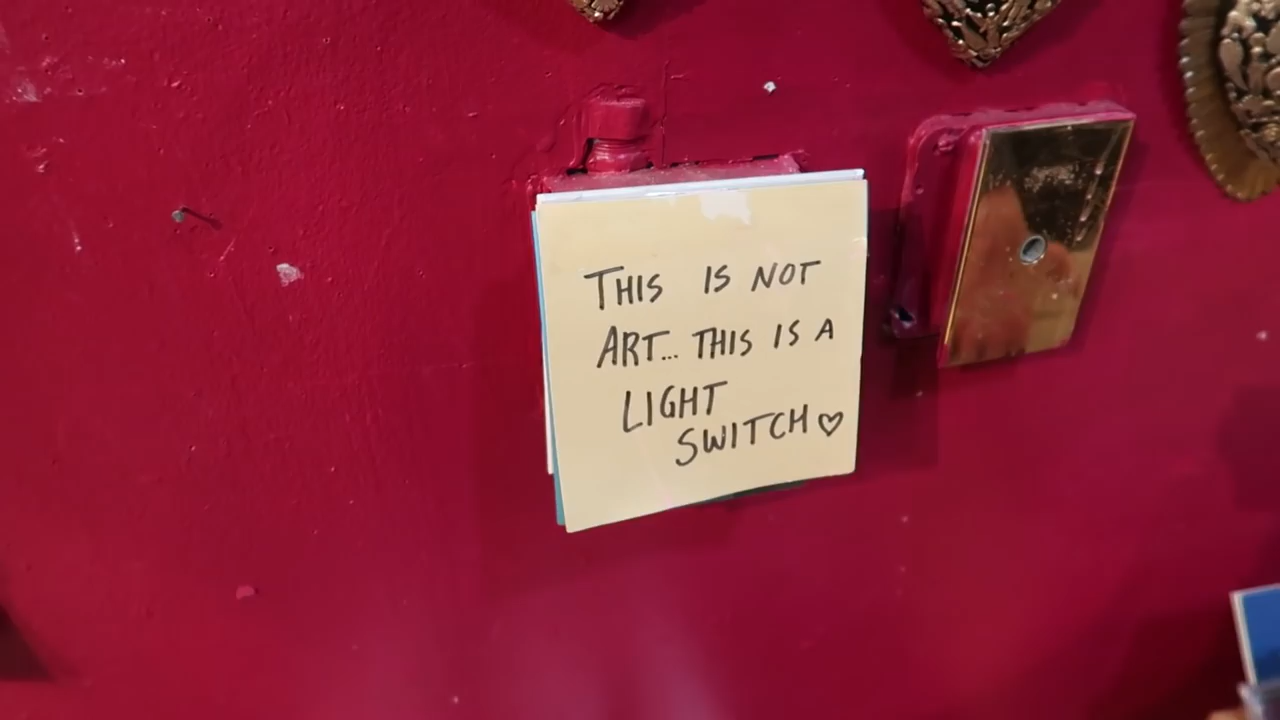 THIS IS NOT
ART... THIS IS A
LIGHT
SWITCH♡